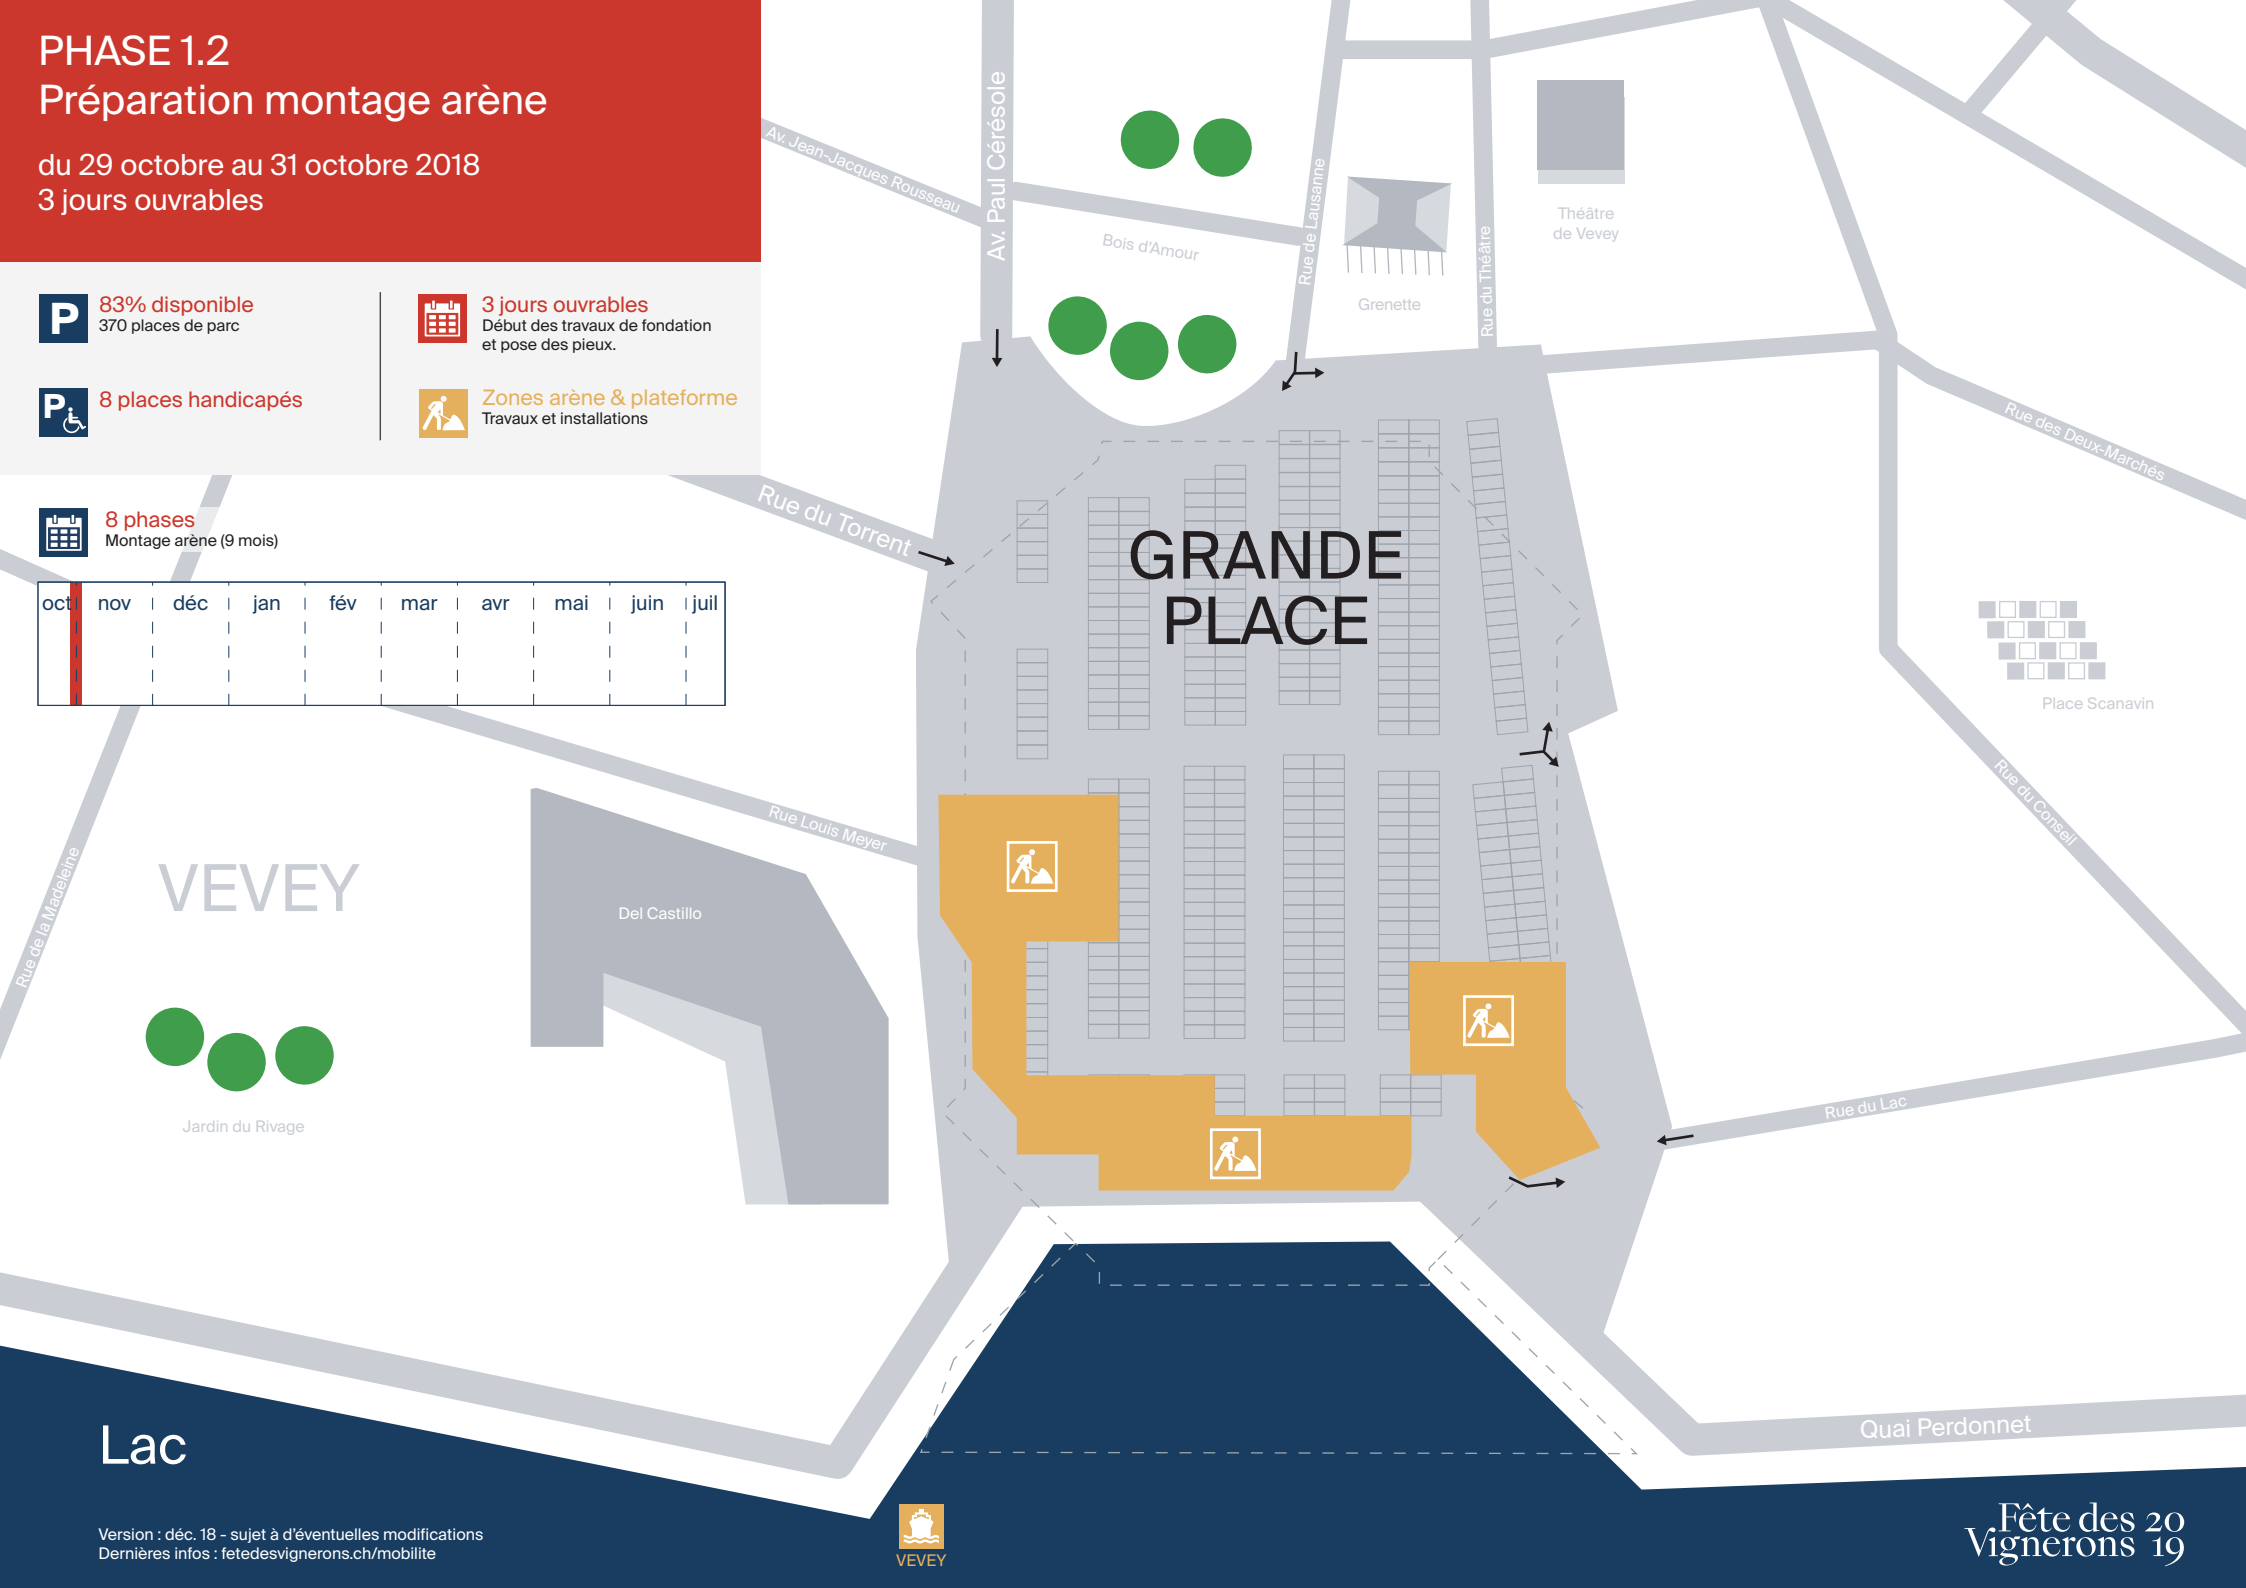 PHASE 1.2
Préparation montage arène
du 29 octobre au 31 octobre 2018
3 jours ouvrables
P
83% disponible
370 places de parc
P
8 places handicapés
3 jours ouvrables
Début des travaux de fondation
et pose des pieux.
Zones arène & plateforme
Travaux et installations
8 phases
Montage arène (9 mois)
oct nov déc jan fév mar avr mai juin juil
Av. Jean-Jacques Rousseau
Av. Paul Cérésole
Bois d'Amour
Rue de Lausanne
Grenette
Rue du Théâtre
Théâtre
de Vevey
Rue des Deux-Marchés
Rue du Torrent
GRANDE
PLACE
Place Scanavin
Rue du Conseil
Rue Louis Meyer
Rue de la Madeleine
VEVEY
Del Castillo
Jardin du Rivage
Rue du Lac
Quai Perdonnet
Lac
Version : déc. 18 - sujet à d'éventuelles modifications
Dernières infos : fetedesvignerons.ch/mobilite
VEVEY
Fête des 20
Vignerons 19